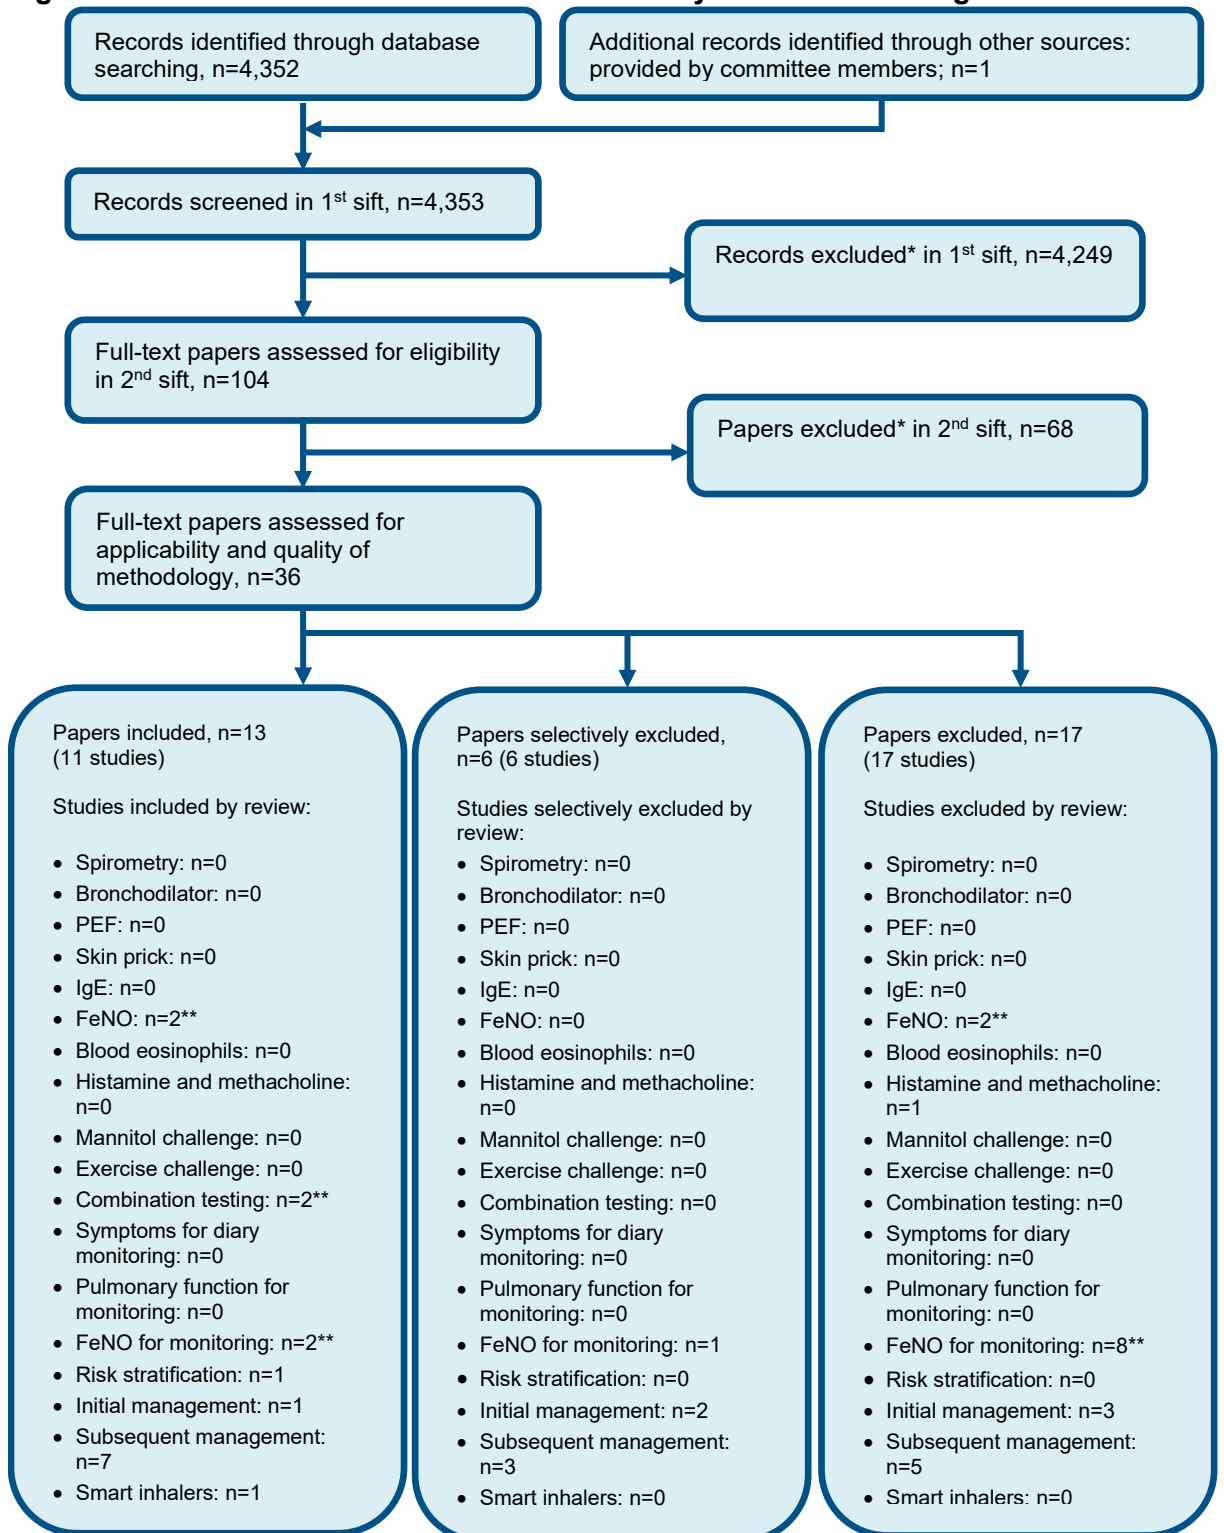 Records identified through database
searching, n=4,352
Additional records identified through other sources:
provided by committee members; n=1
Records screened in 1st sift, n=4,353
Records excluded* in 1st sift, n=4,249
Full-text papers assessed for eligibility
in 2nd sift, n=104
Papers excluded* in 2nd sift, n=68
Full-text papers assessed for
applicability and quality of
methodology, n=36
Papers included, n=13
(11 studies)
Studies included by review:
• Spirometry: n=0
• Bronchodilator: n=0
• PEF: n=0
• Skin prick: n=0
• IgE: n=0
• FeNO: n=2**
• Blood eosinophils: n=0
• Histamine and methacholine:
n=0
• Mannitol challenge: n=0
• Exercise challenge: n=0
• Combination testing: n=2**
• Symptoms for diary
monitoring: n=0
• Pulmonary function for
monitoring: n=0
• FeNO for monitoring: n=2**
• Risk stratification: n=1
• Initial management: n=1
• Subsequent management:
n=7
• Smart inhalers: n=1
Papers selectively excluded,
n=6 (6 studies)
Studies selectively excluded by
review:
• Spirometry: n=0
• Bronchodilator: n=0
• PEF: n=0
• Skin prick: n=0
• IgE: n=0
• FeNO: n=0
• Blood eosinophils: n=0
• Histamine and methacholine:
n=0
• Mannitol challenge: n=0
• Exercise challenge: n=0
• Combination testing: n=0
• Symptoms for diary
monitoring: n=0
• Pulmonary function for
monitoring: n=0
• FeNO for monitoring: n=1
• Risk stratification: n=0
• Initial management: n=2
• Subsequent management:
n=3
• Smart inhalers: n=0
Papers excluded, n=17
(17 studies)
Studies excluded by review:
• Spirometry: n=0
• Bronchodilator: n=0
• PEF: n=0
• Skin prick: n=0
• IgE: n=0
• FeNO: n=2**
• Blood eosinophils: n=0
• Histamine and methacholine:
n=1
• Mannitol challenge: n=0
• Exercise challenge: n=0
• Combination testing: n=0
• Symptoms for diary
monitoring: n=0
• Pulmonary function for
monitoring: n=0
• FeNO for monitoring: n=8**
• Risk stratification: n=0
• Initial management: n=3
• Subsequent management:
n=5
• Smart inhalers: n=0